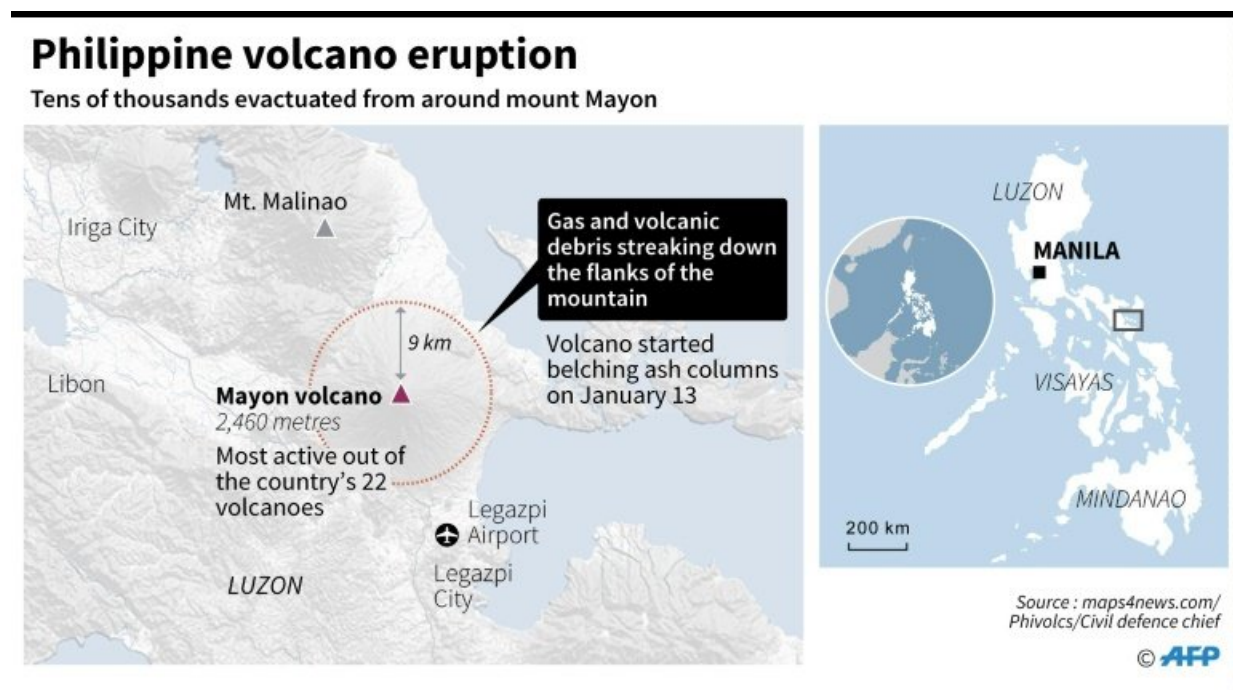 Philippine volcano eruption
Tens of thousands evactuated from around mount Mayon
Mt. Malinao
Iriga City
Gas and volcanic
debris streaking down
the flanks of the
mountain
9 km
Volcano started
belching ash columns
on January 13
Libon
Mayon volcano
2,460 metres
Most active out of
the country's 22
volcanoes
Legazpi
Airport
Legazpi
City
LUZON
LUZON
MANILA
VISAYAS
MINDANAO
200 km
Source : maps4news.com/
Phivolcs/Civil defence chief
© AFP